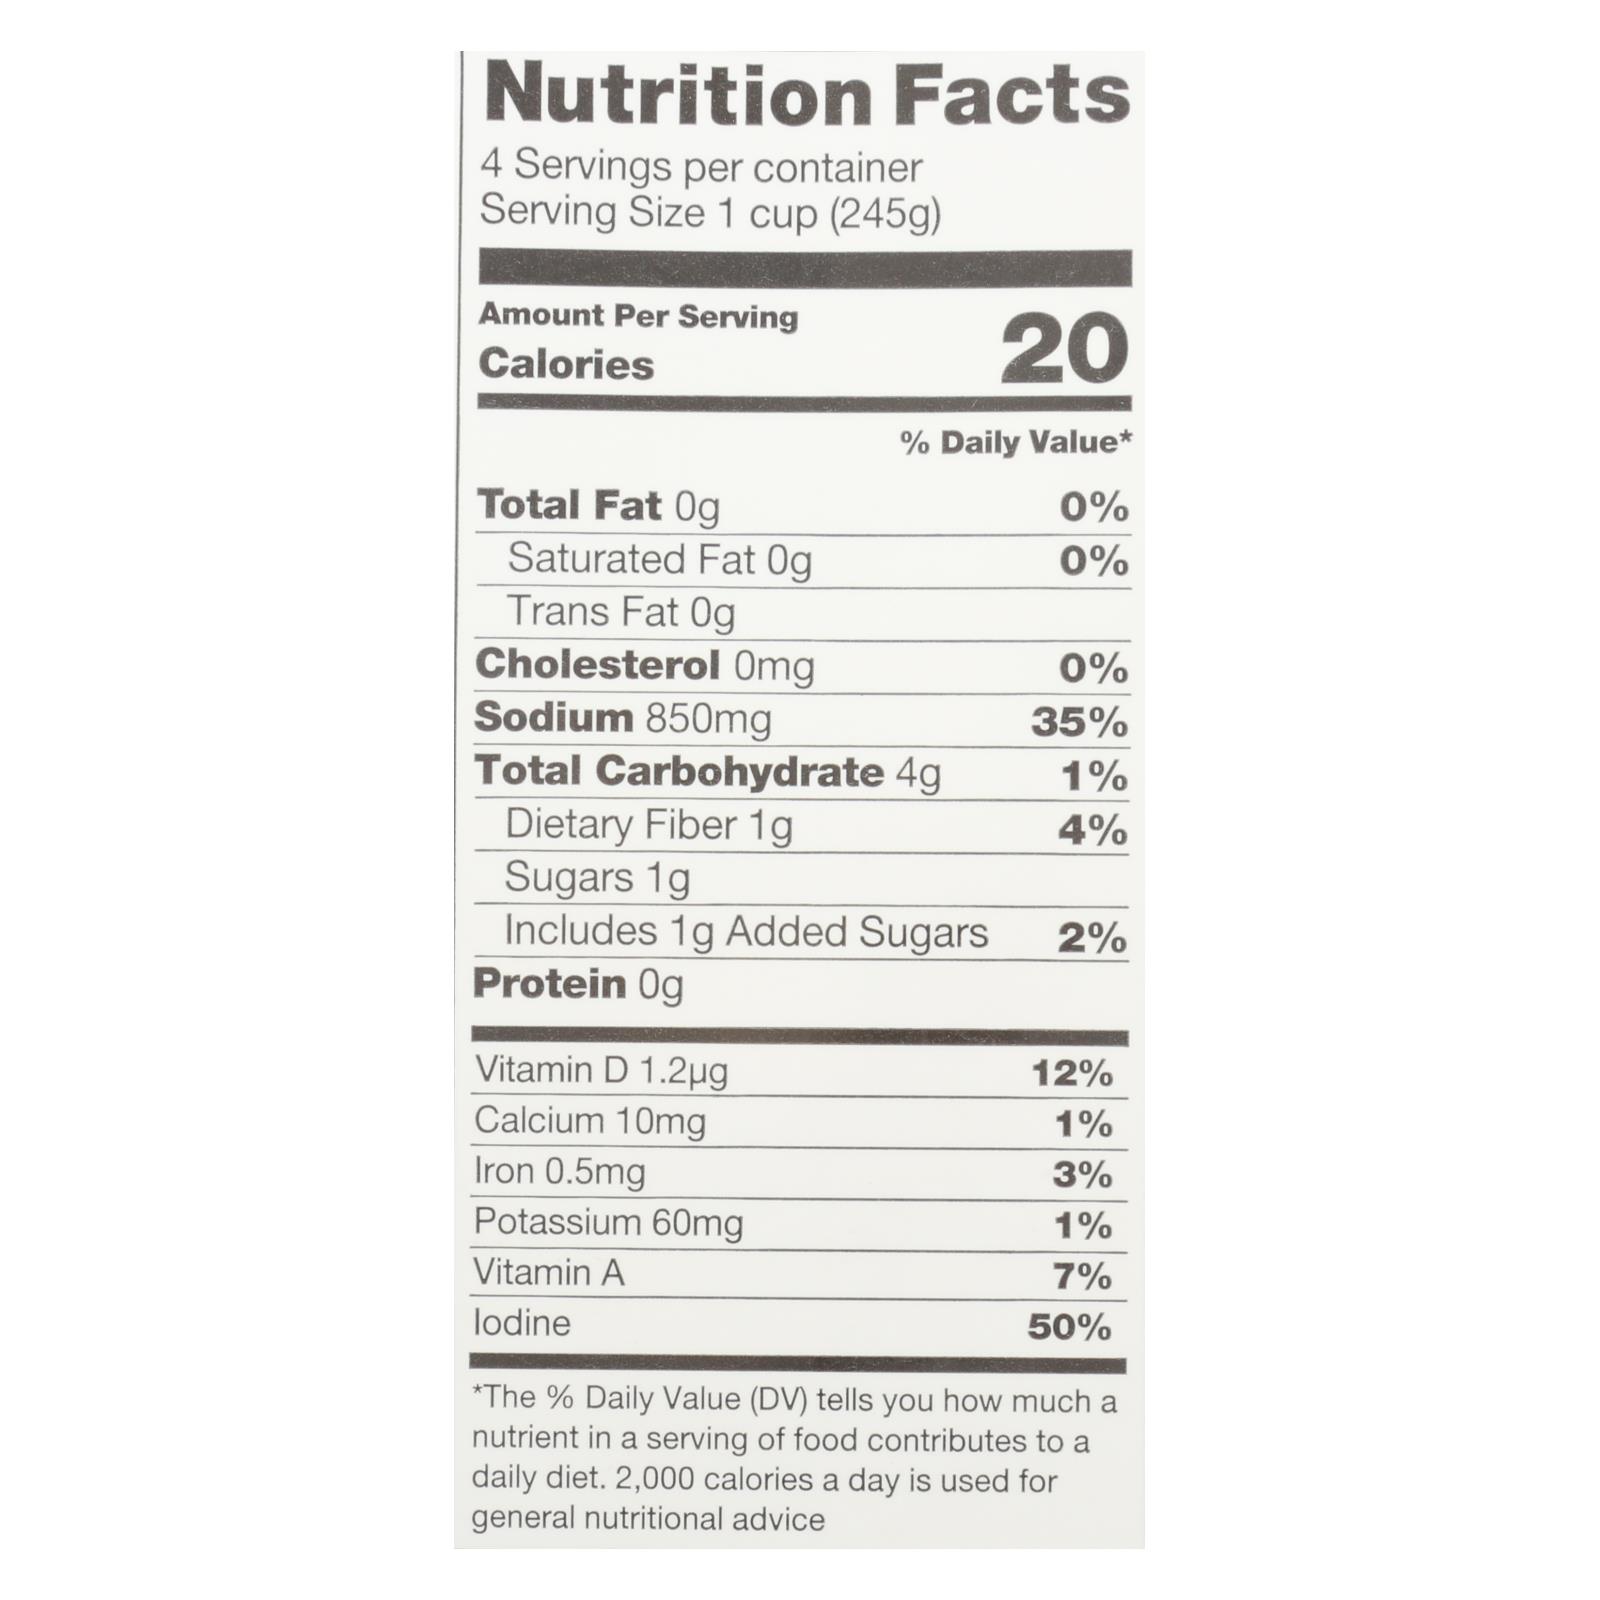 Nutrition Facts
4 Servings per container
Serving Size 1 cup (245g)
Amount Per Serving
Calories 20
% Daily Value*
Total Fat 0g 0%
Saturated Fat 0g 0%
Trans Fat 0g
Cholesterol 0mg 0%
Sodium 850mg 35%
Total Carbohydrate 4g 1%
Dietary Fiber 1g 4%
Sugars 1g
Includes 1g Added Sugars 2%
Protein 0g
Vitamin D 1.2µg 12%
Calcium 10mg 1%
Iron 0.5mg 3%
Potassium 60mg 1%
Vitamin A 7%
Iodine 50%
*The % Daily Value (DV) tells you how much a
nutrient in a serving of food contributes to a
daily diet. 2,000 calories a day is used for
general nutritional advice